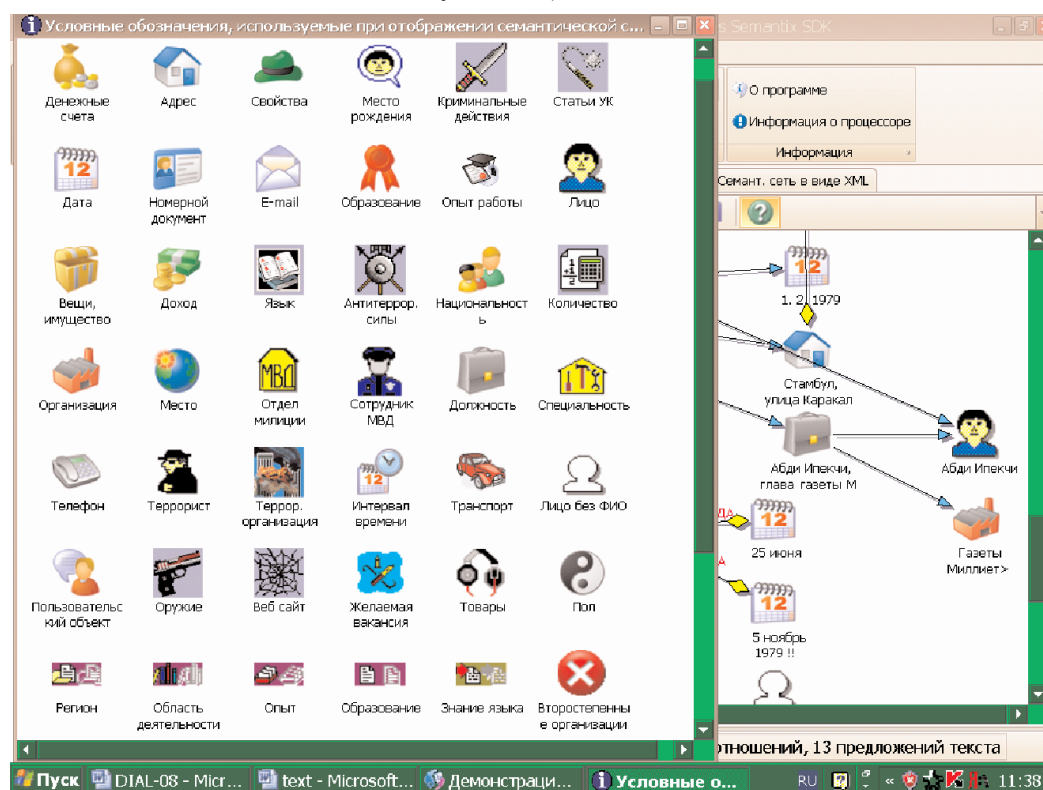 Условные обозначения, используемые при отображении семантической с...
s Semantix SDK
О программе
Информация о процессоре
Информация
Семант. сеть в виде XML
Денежные
счета
Адрес
Свойства
Место
рождения
Криминальные
действия
Статьи УК
12
Дата
Номерной
документ
E-mail
Образование
Опыт работы
Лицо
Вещи,
имущество
Доход
Язык
Антитеррор.
силы
Национальност
ь
Количество
Организация
Место
МВД
Отдел
милиции
Сотрудник
МВД
Должность
Специальность
Телефон
Террорист
Террор.
организация
12
Интервал
времени
Транспорт
Лицо без ФИО
Пользовательс
кий объект
Оружие
Веб сайт
Желаемая
вакансия
Товары
Пол
Регион
Область
деятельности
Опыт
Образование
Знание языка
Второстепенны
е организации
12
1. 2. 1979
Стамбул,
улица Каракал
Абди Ипекчи,
глава газеты М
Абди Ипекчи
ДА
12
25 июня
Газеты
Миллиет>
А
12
5 ноябрь
1979 !!
отношений, 13 предложений текста
Пуск
DIAL-08 - Micr...
text - Microsoft...
Демонстраци...
Условные о...
RU
«
11:38